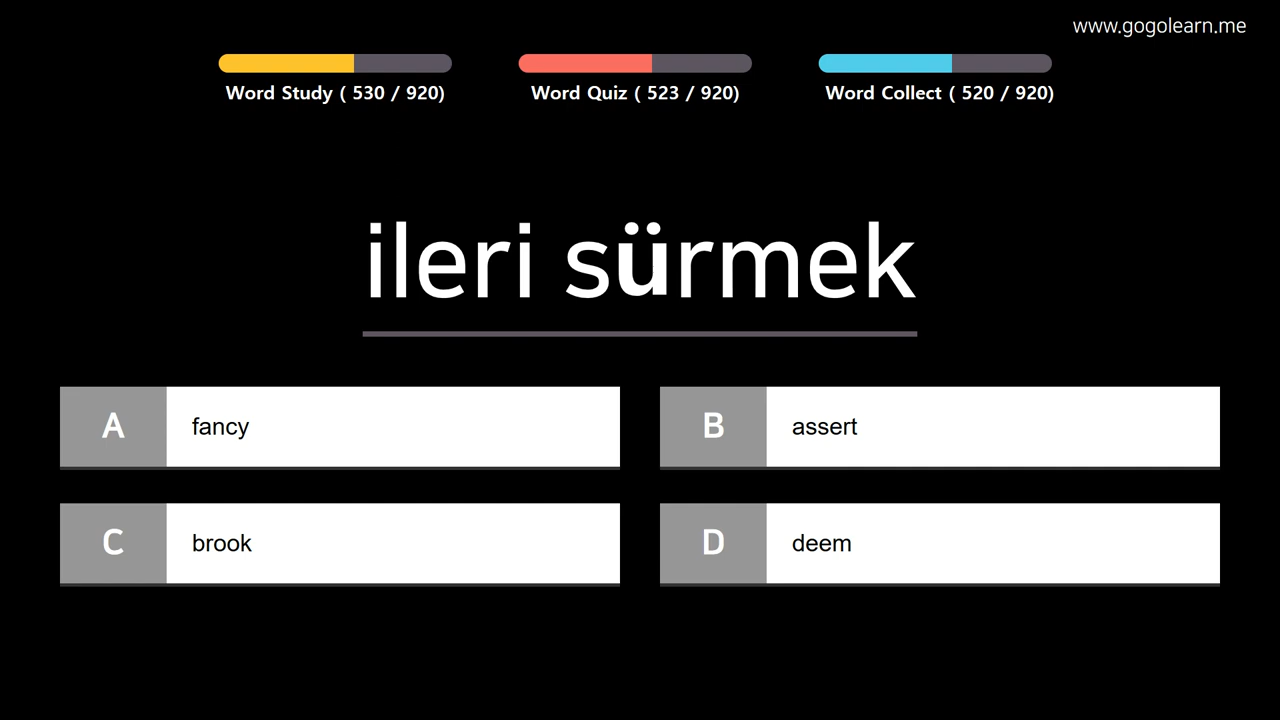 www.gogolearn.me
Word Study ( 530 / 920)
Word Quiz ( 523 / 920)
Word Collect ( 520 / 920)
ileri sürmek
A fancy
B assert
C brook
D deem